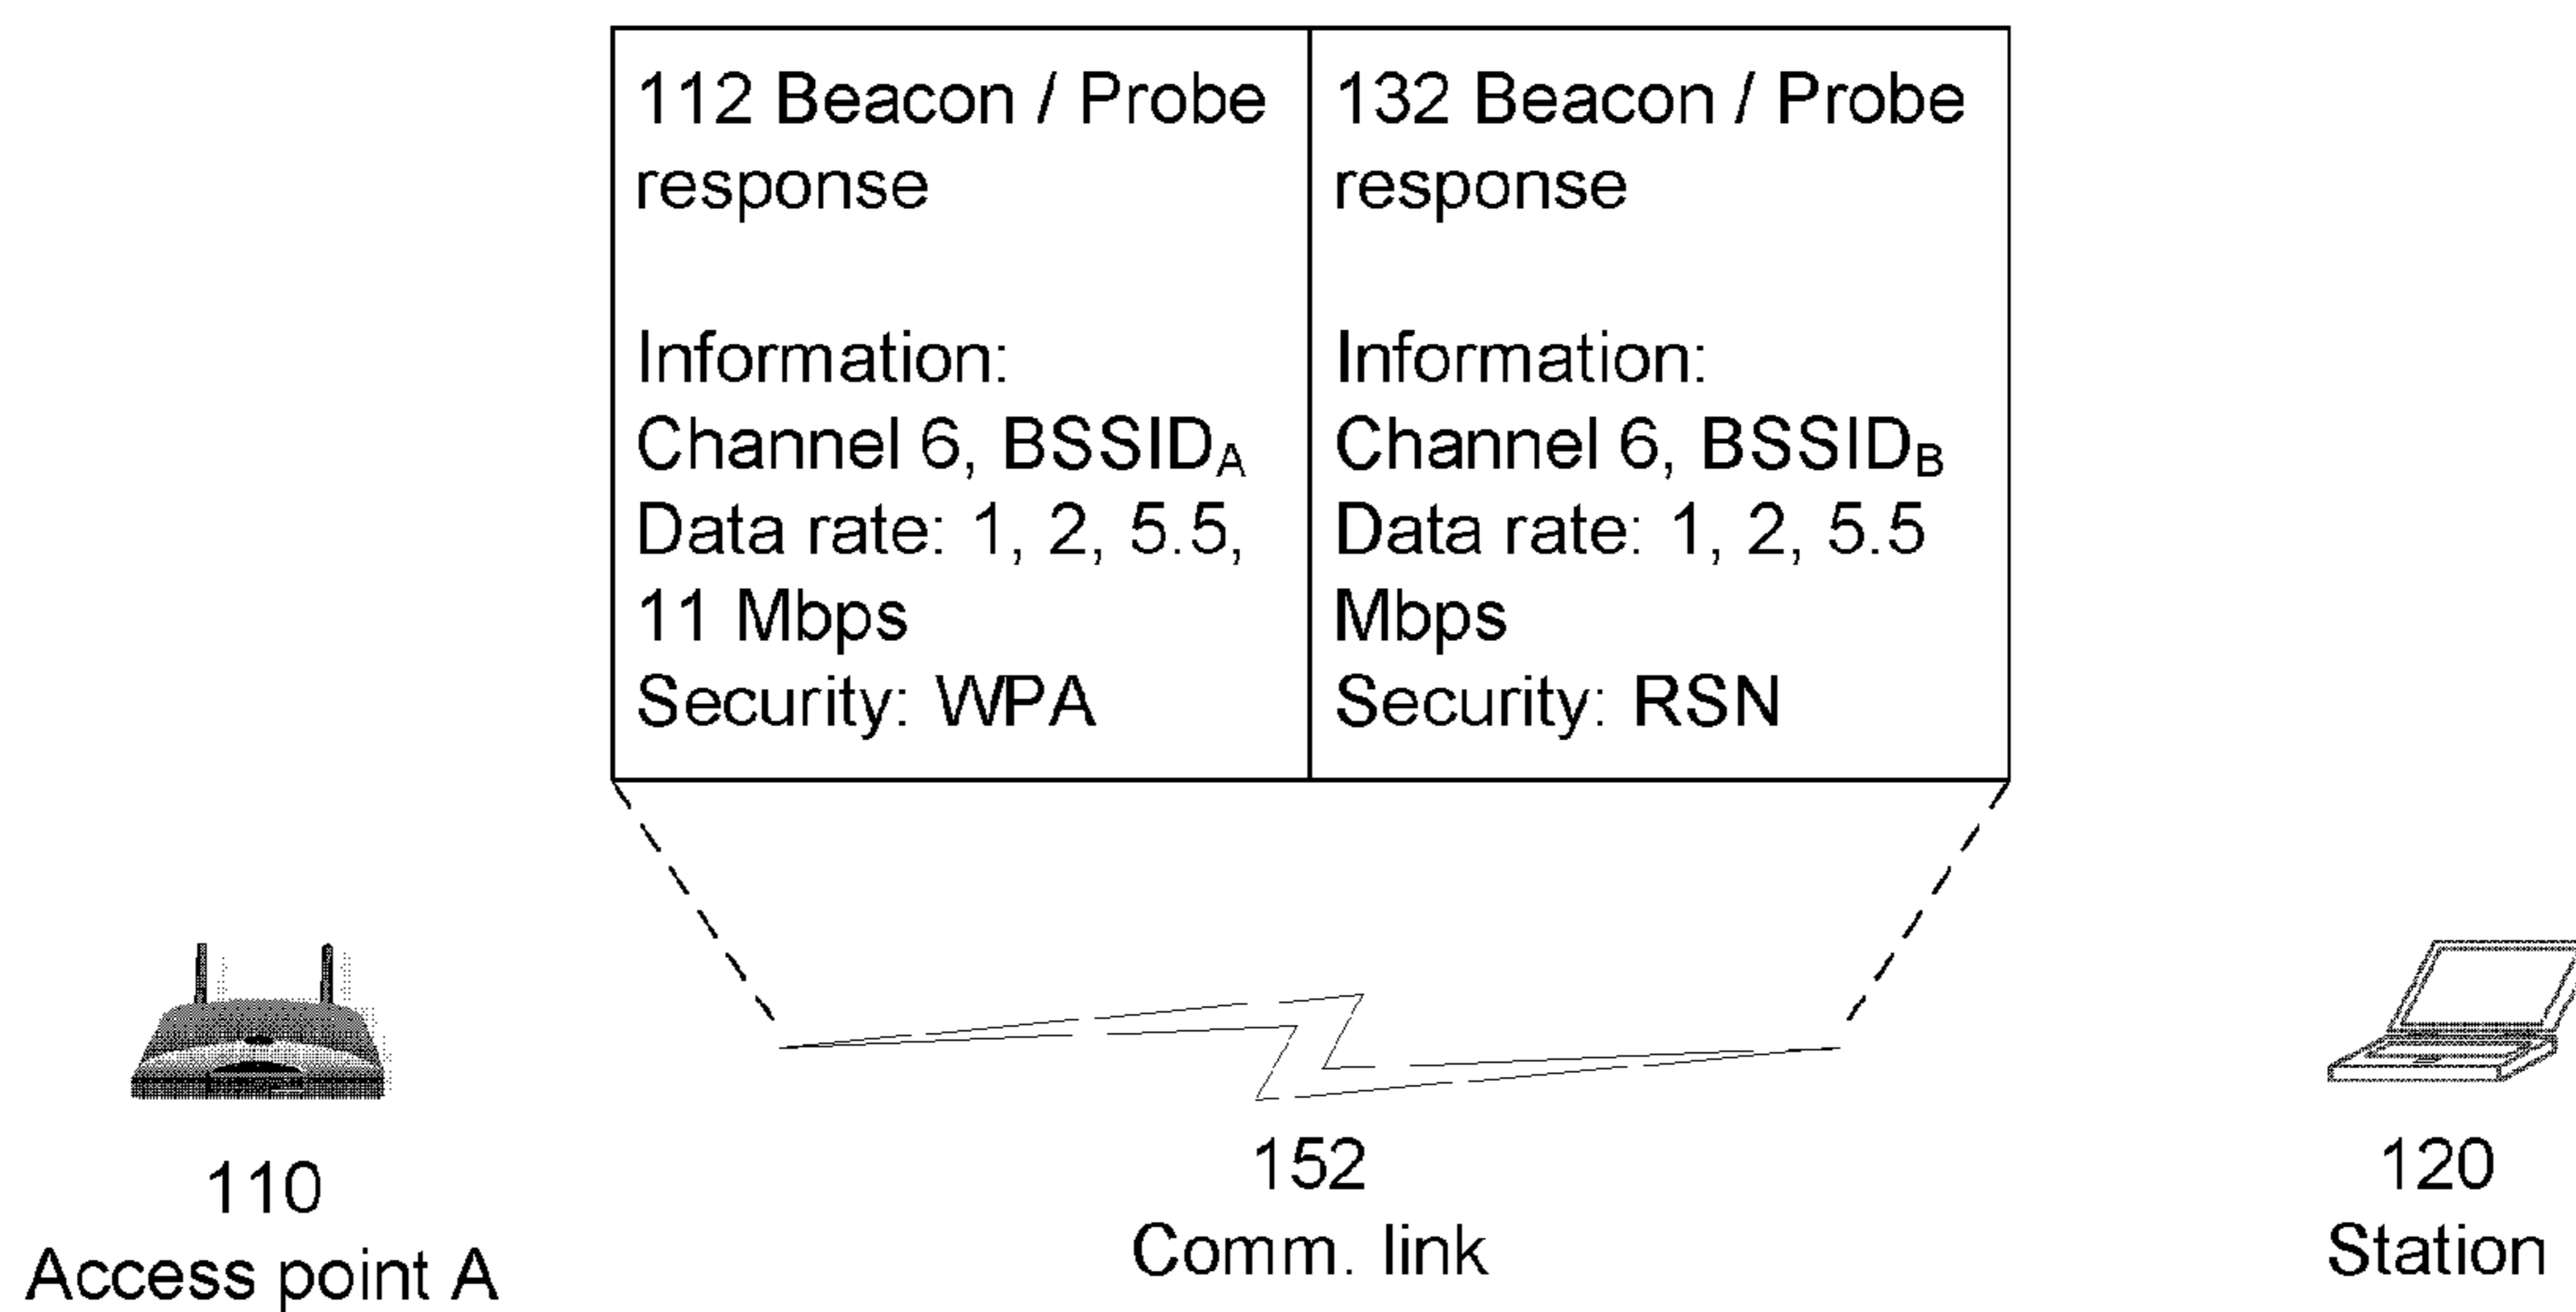 112 Beacon / Probe
response
Information:
Channel 6, BSSIDA
Data rate: 1, 2, 5.5,
11 Mbps
Security: WPA
132 Beacon / Probe
response
Information:
Channel 6, BSSIDB
Data rate: 1, 2, 5.5
Mbps
Security: RSN
110
Access point A
152
Comm. link
120
Station